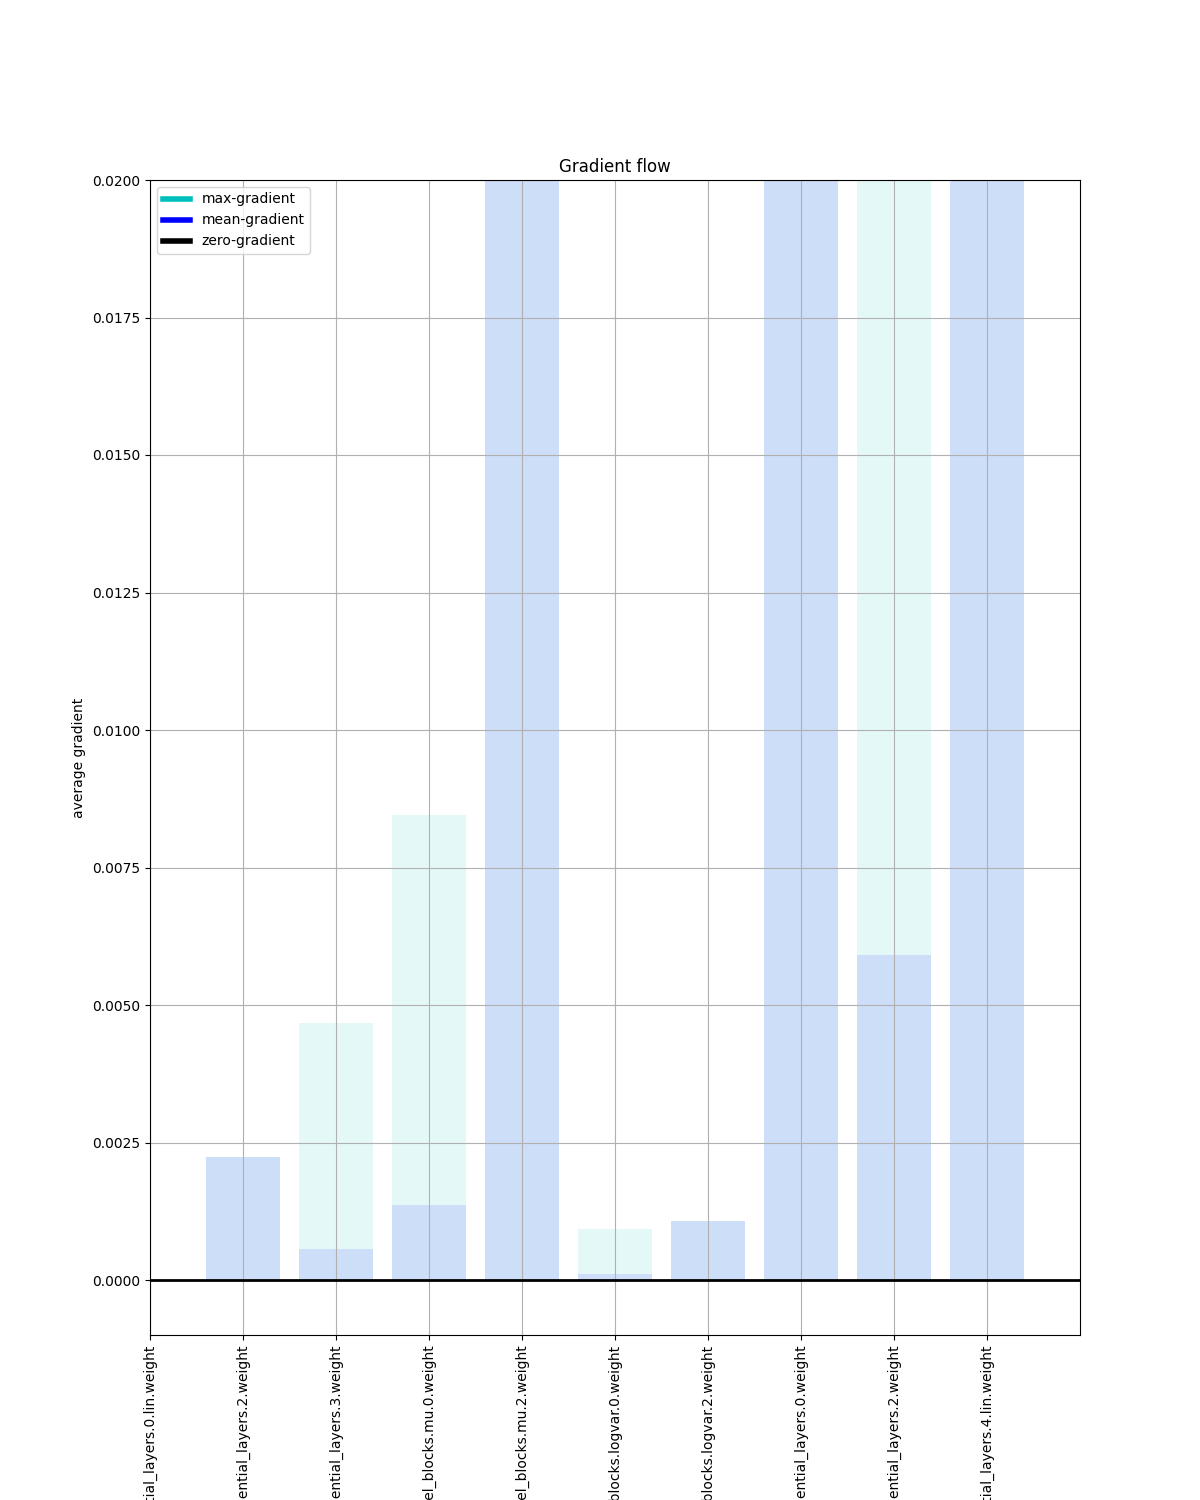 Gradient flow
max-gradient
mean-gradient
zero-gradient
0.0200
0.0175
0.0150
0.0125
0.0100
0.0075
0.0050
0.0025
0.0000
average gradient
tial_layers.0.lin.weight
ential_layers.2.weight
ential_layers.3.weight
el_blocks.mu.0.weight
el_blocks.mu.2.weight
blocks.logvar.0.weight
blocks.logvar.2.weight
ential_layers.0.weight
ential_layers.2.weight
tial_layers.4.lin.weight